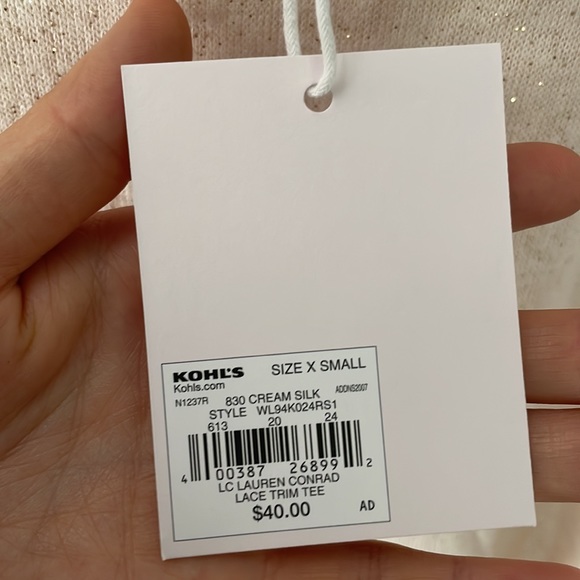 KOHL'S SIZE X SMALL
Kohls.com
N1237R 830 CREAM SILK ADDNS2007
STYLE WL94K024RS1
613 20 24
4 00387 26899 2
LC LAUREN CONRAD
LACE TRIM TEE
$40.00 AD